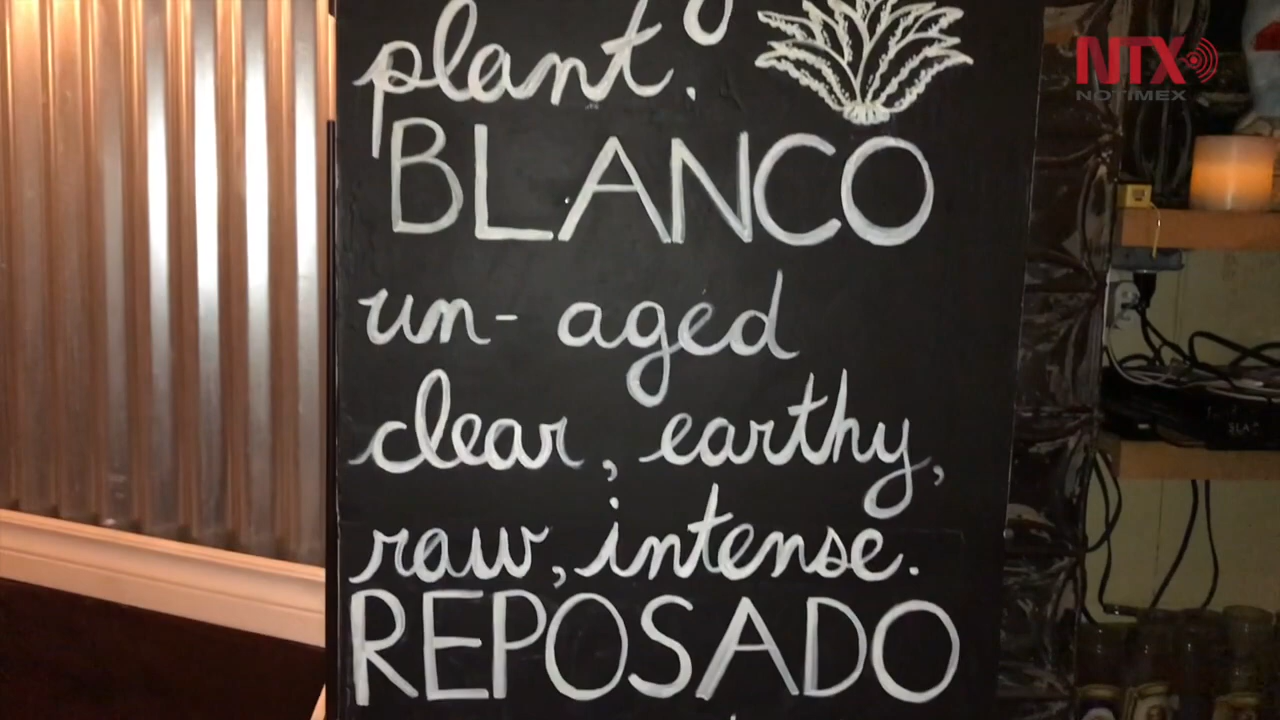 plant.
BLANCO
un-aged
clear, earthy,
raw, intense.
REPOSADO
NTX
NOTIMEX